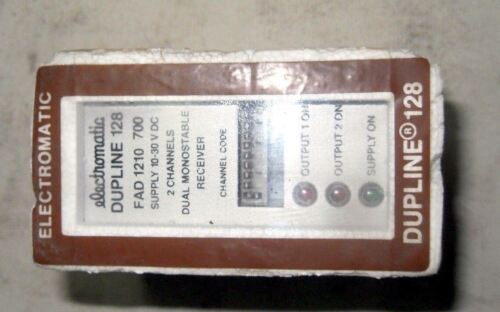 ELECTROMATIC
electromatic
DUPLINE 128
FAD 1210 700
SUPPLY 10-30 V DC
2 CHANNELS
DUAL MONOSTABLE
RECEIVER
CHANNEL CODE
OUTPUT 1 ON
OUTPUT 2 ON
SUPPLY ON
DUPLINE® 128